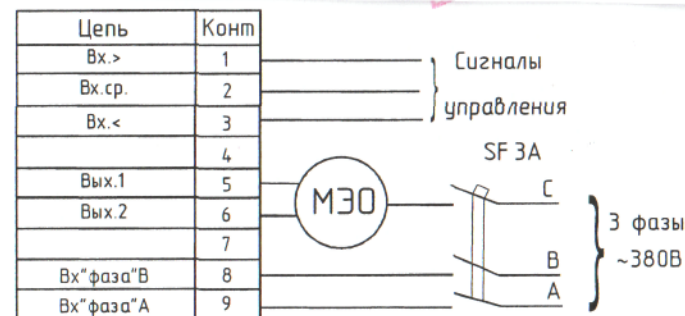 Цепь Конт
Вх.> 1
Вх.ср. 2
Вх.< 3
4
Вых.1 5
Вых.2 6
7
Вх"фаза"В 8
Вх"фаза"А 9
Сигналы
управления
SF 3А
МЭО
С
В
А
3 фазы
~380В